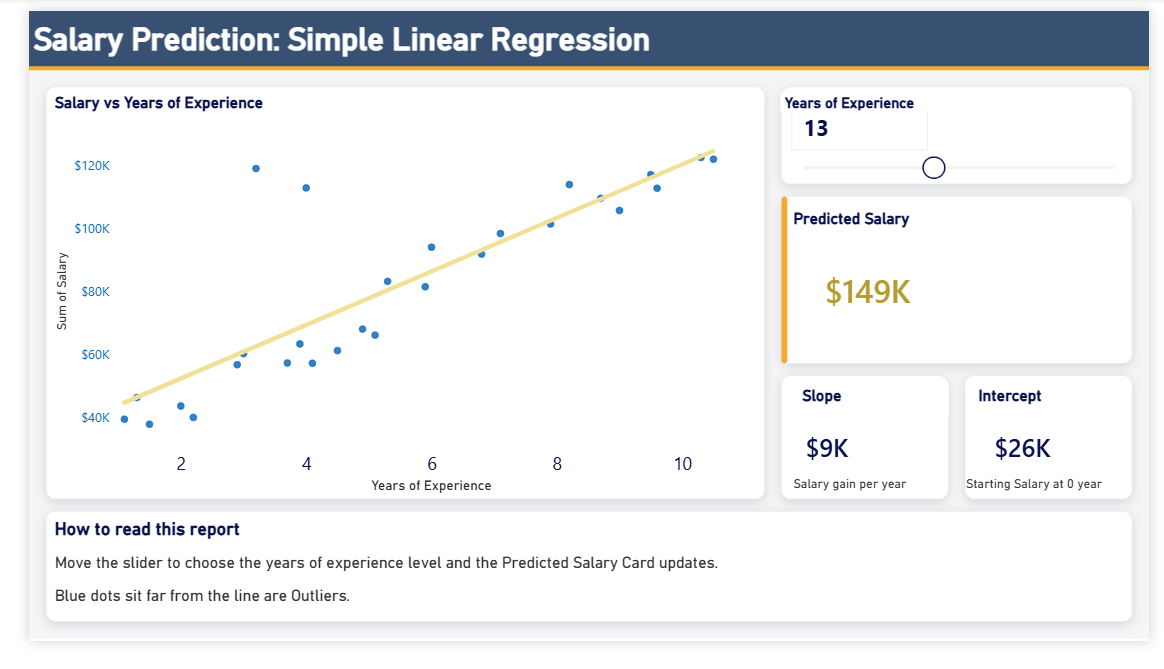 Salary Prediction: Simple Linear Regression
Salary vs Years of Experience
$120K
$100K
$80K
$60K
$40K
Sum of Salary
2 4 6 8 10
Years of Experience
Years of Experience
13
Predicted Salary
$149K
Slope
$9K
Salary gain per year
Intercept
$26K
Starting Salary at 0 year
How to read this report
Move the slider to choose the years of experience level and the Predicted Salary Card updates.
Blue dots sit far from the line are Outliers.